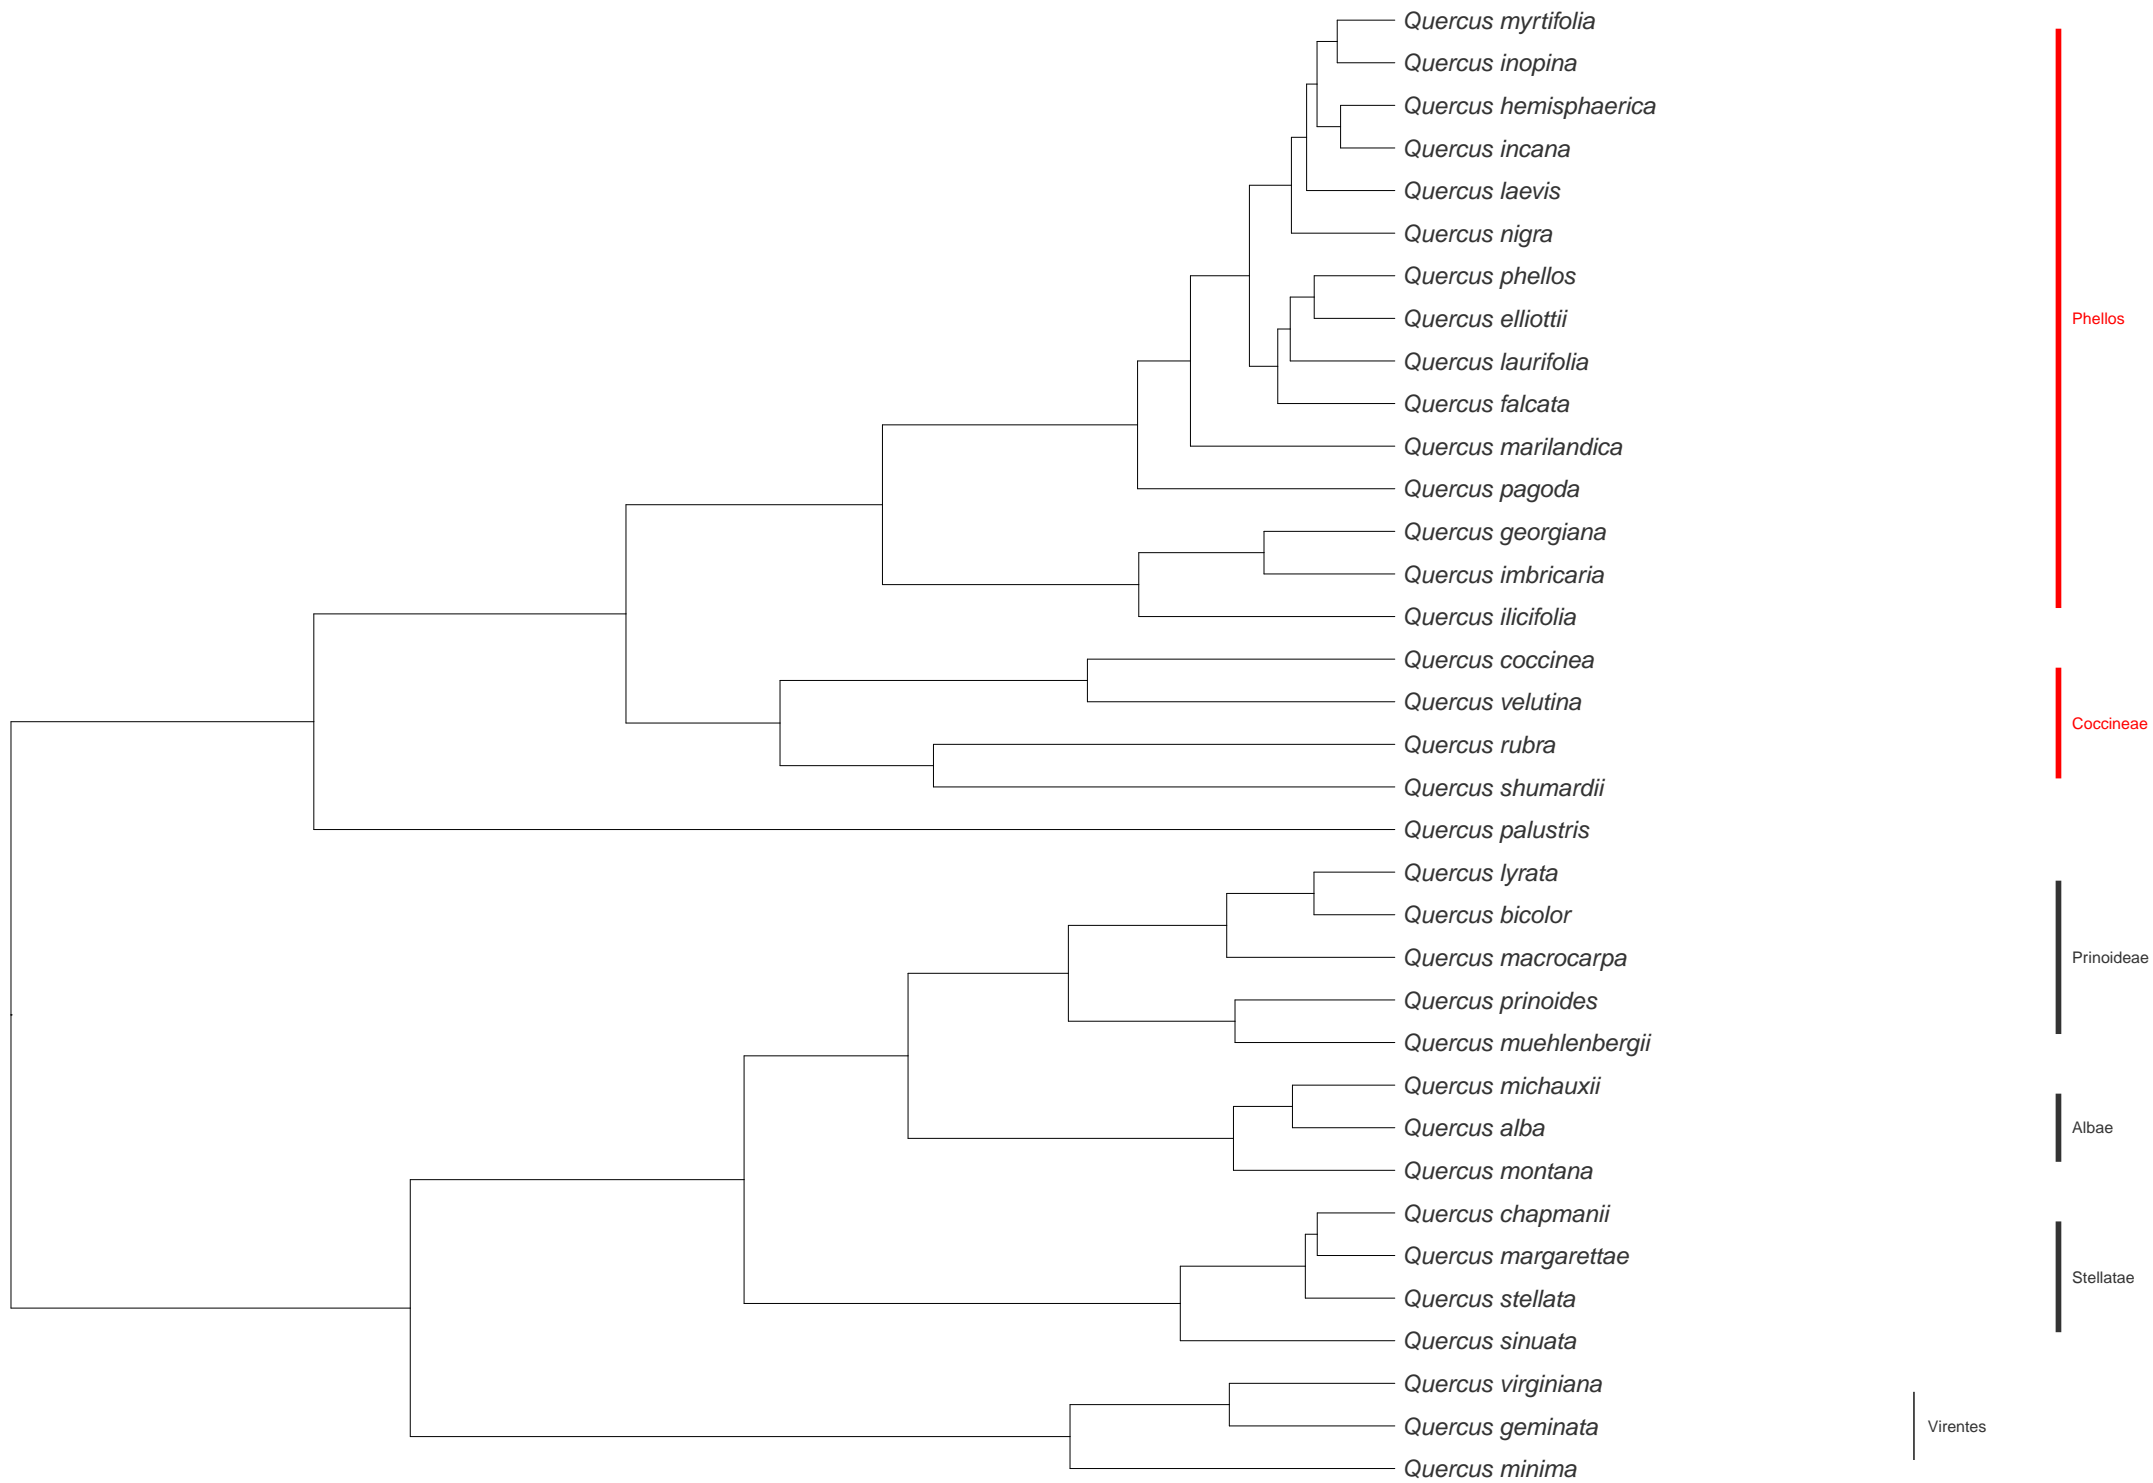 Quercus myrtifolia
Quercus inopina
Quercus hemisphaerica
Quercus incana
Quercus laevis
Quercus nigra
Quercus phellos
Quercus elliottii
Quercus laurifolia
Quercus falcata
Quercus marilandica
Quercus pagoda
Quercus georgiana
Quercus imbricaria
Quercus ilicifolia
Quercus coccinea
Quercus velutina
Quercus rubra
Quercus shumardii
Quercus palustris
Quercus lyrata
Quercus bicolor
Quercus macrocarpa
Quercus prinoides
Quercus muehlenbergii
Quercus michauxii
Quercus alba
Quercus montana
Quercus chapmanii
Quercus margarettae
Quercus stellata
Quercus sinuata
Quercus virginiana
Quercus geminata
Quercus minima
Phellos
Coccineae
Prinoideae
Albae
Stellatae
Virentes